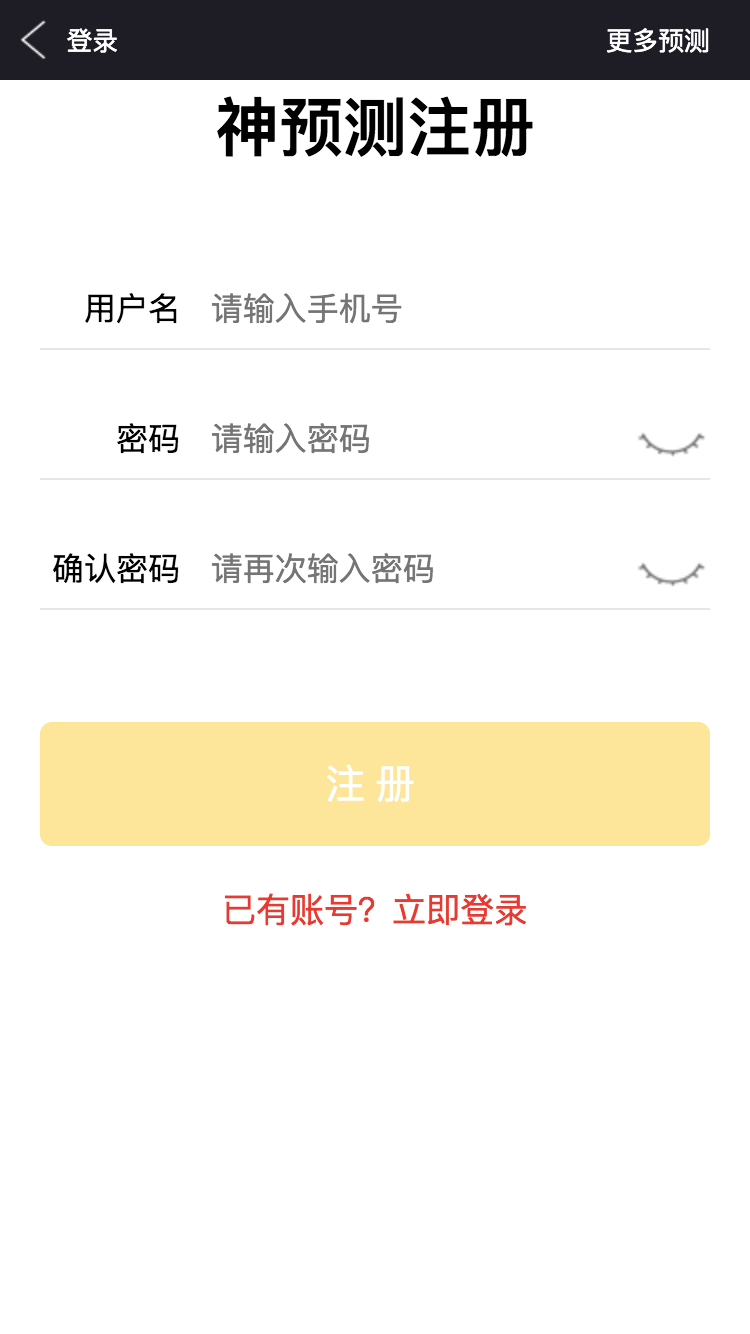 登录 更多预测
神预测注册
用户名 请输入手机号
密码 请输入密码
确认密码 请再次输入密码
注 册
已有账号？立即登录